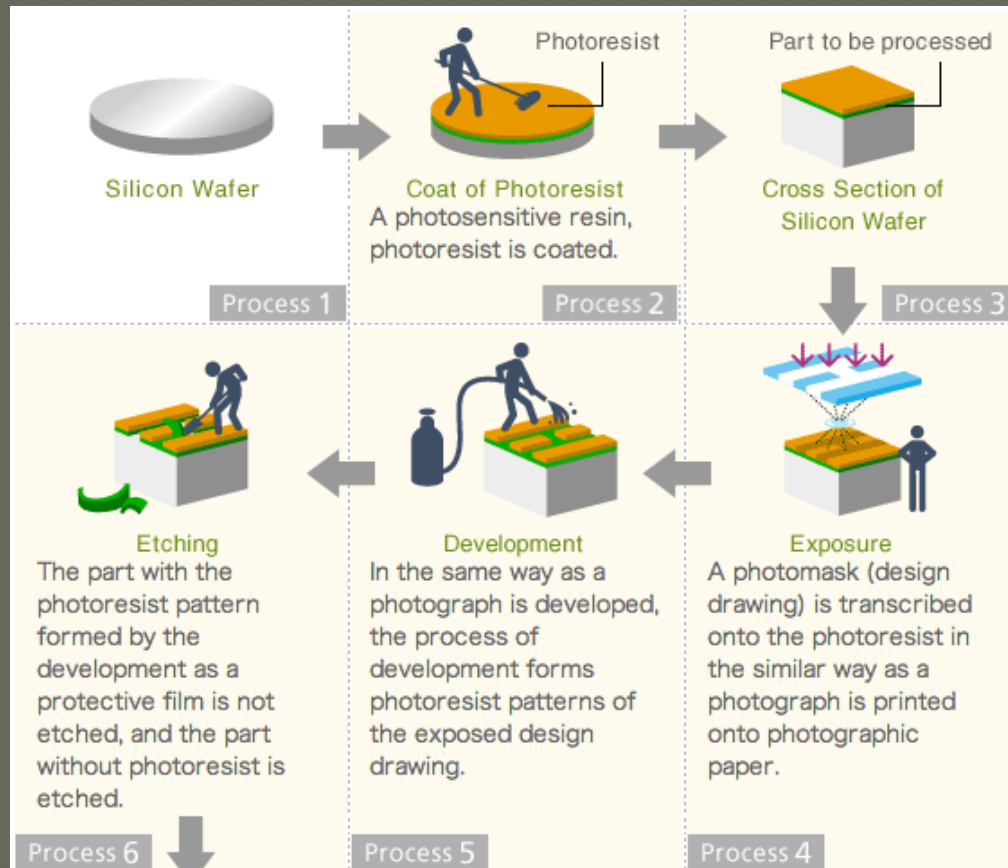 Photoresist
Part to be processed
Silicon Wafer
Coat of Photoresist
A photosensitive resin,
photoresist is coated.
Cross Section of
Silicon Wafer
Process 1
Process 2
Process 3
Exposure
A photomask (design
drawing) is transcribed
onto the photoresist in
the similar way as a
photograph is printed
onto photographic
paper.
Process 4
Development
In the same way as a
photograph is developed,
the process of
development forms
photoresist patterns of
the exposed design
drawing.
Process 5
Etching
The part with the
photoresist pattern
formed by the
development as a
protective film is not
etched, and the part
without photoresist is
etched.
Process 6